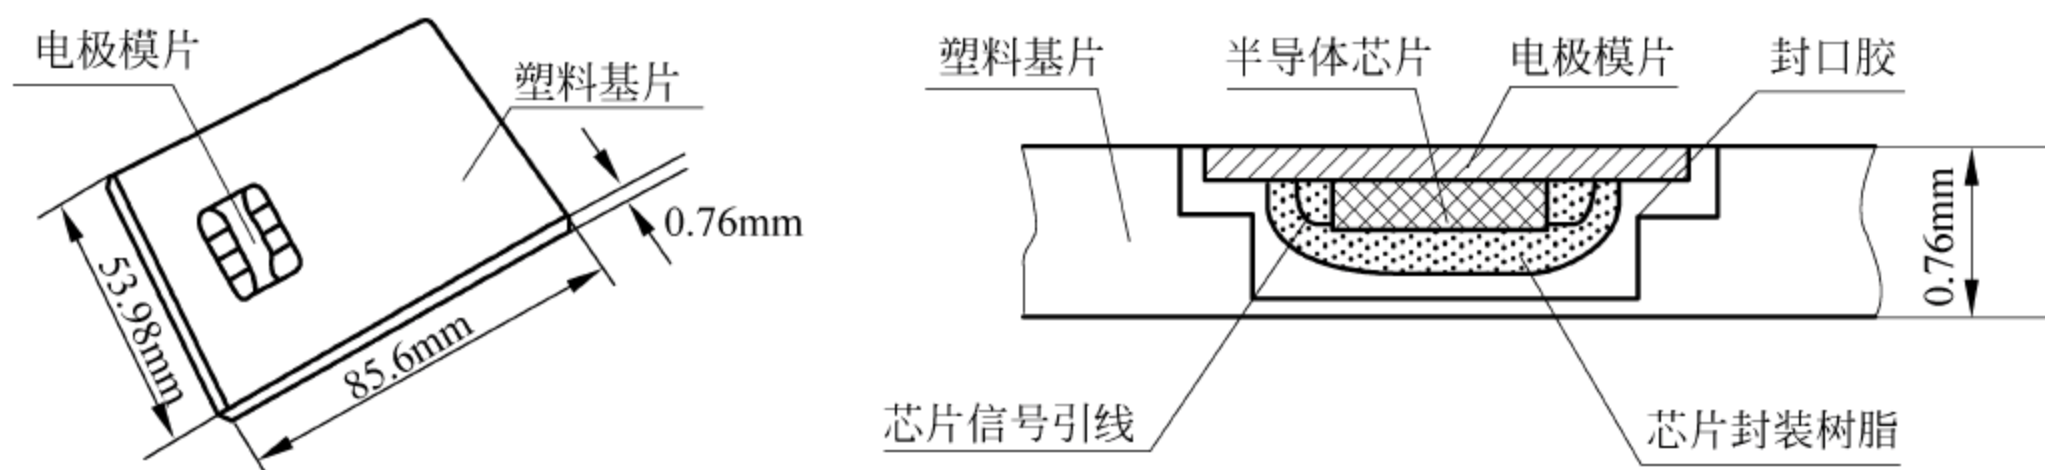 电极模片
塑料基片
0.76mm
53.98mm
85.6mm
塑料基片
半导体芯片
电极模片
封口胶
0.76mm
芯片信号引线
芯片封装树脂